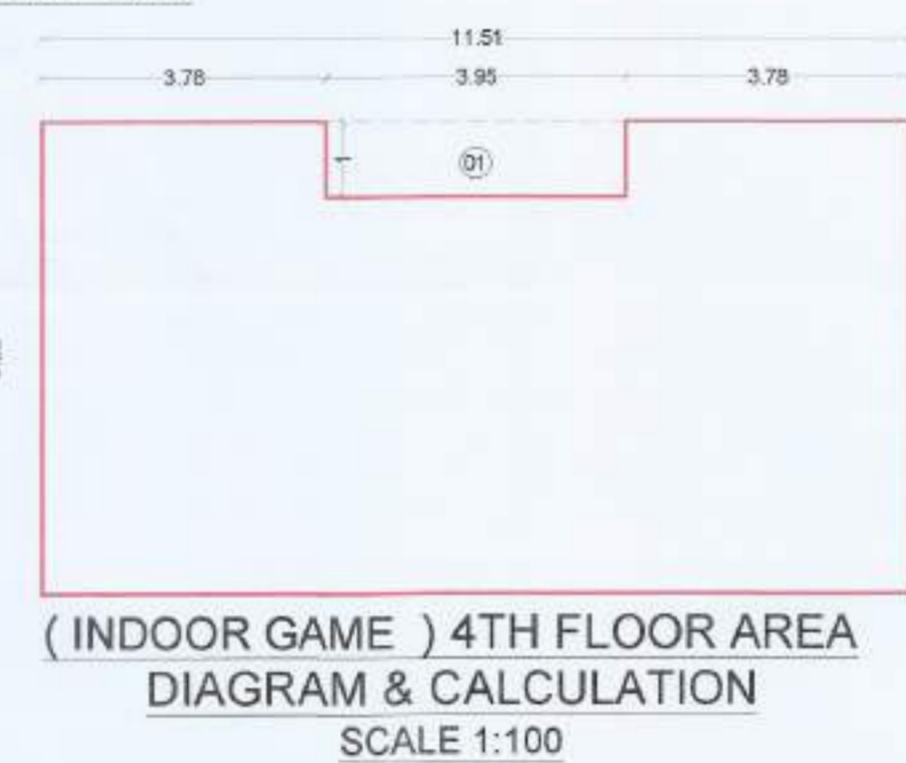 11.51
3.78 3.95 3.78
1
01
( INDOOR GAME ) 4TH FLOOR AREA
DIAGRAM & CALCULATION
SCALE 1:100